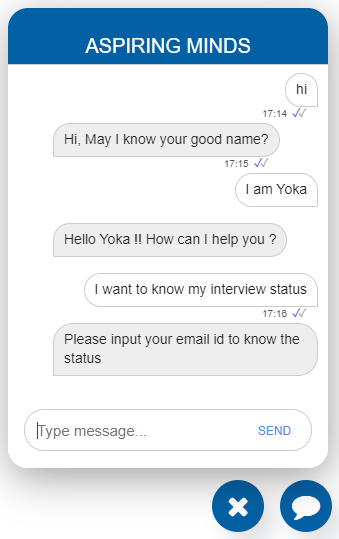 ASPIRING MINDS
hi
17:14
Hi, May I know your good name?
17:15
I am Yoka
Hello Yoka !! How can I help you ?
I want to know my interview status
17:16
Please input your email id to know the
status
Type message... SEND